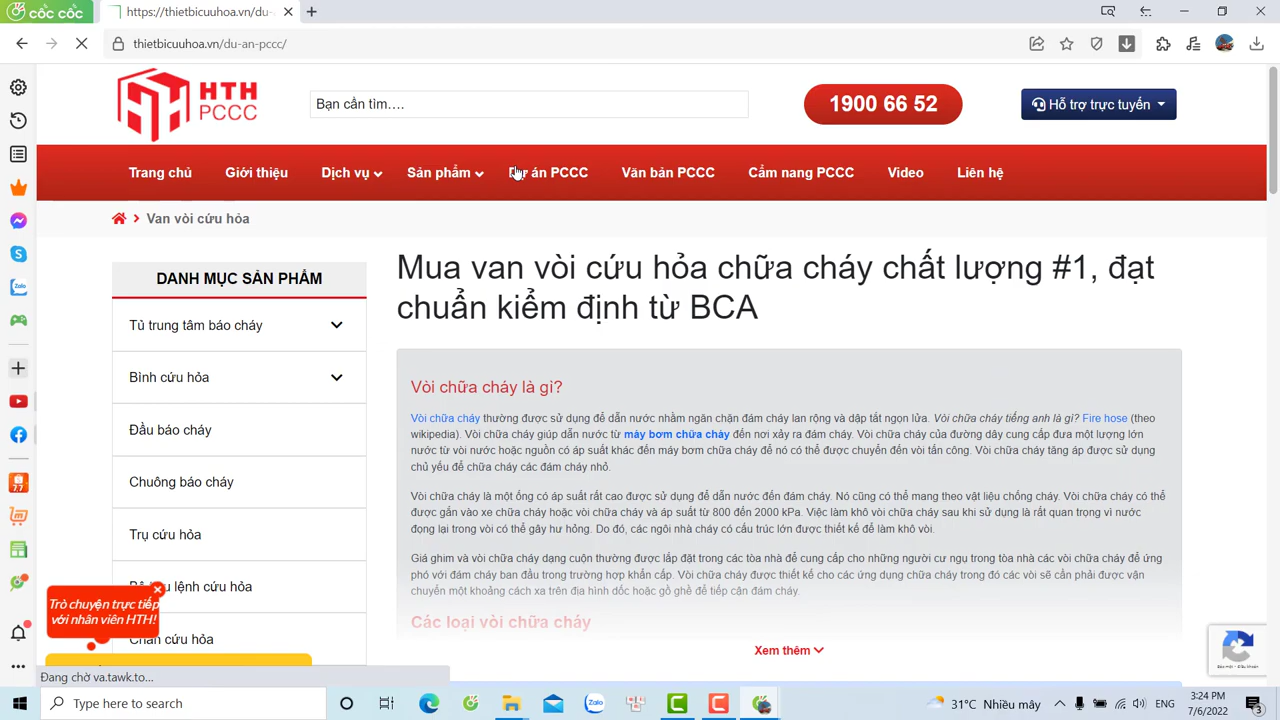 cốc cốc
https://thietbicuuhoa.vn/du-
thietbicuuhoa.vn/du-an-pccc/
HTH
PCCC
Bạn cần tìm....
1900 66 52
Hỗ trợ trực tuyến
Trang chủ Giới thiệu Dịch vụ Sản phẩm Dự án PCCC Văn bản PCCC Cẩm nang PCCC Video Liên hệ
Van vòi cứu hỏa
DANH MỤC SẢN PHẨM
Tủ trung tâm báo cháy
Bình cứu hỏa
Đầu báo cháy
Chuông báo cháy
Trụ cứu hỏa
lệnh cứu hỏa
Chăn cứu hỏa
Trò chuyện trực tiếp
với nhân viên HTH!
Mua van vòi cứu hỏa chữa cháy chất lượng #1, đạt
chuẩn kiểm định từ BCA
Vòi chữa cháy là gì?
Vòi chữa cháy thường được sử dụng để dẫn nước nhằm ngăn chặn đám cháy lan rộng và dập tắt ngọn lửa. Vòi chữa cháy tiếng anh là gì? Fire hose (theo
wikipedia). Vòi chữa cháy giúp dẫn nước từ máy bơm chữa cháy đến nơi xảy ra đám cháy. Vòi chữa cháy của đường dây cung cấp đưa một lượng lớn
nước từ vòi nước hoặc nguồn có áp suất khác đến máy bơm chữa cháy để nó có thể được chuyển đến vòi tấn công. Vòi chữa cháy tăng áp được sử dụng
chủ yếu để chữa cháy các đám cháy nhỏ.
Vòi chữa cháy là một ống có áp suất rất cao được sử dụng để dẫn nước đến đám cháy. Nó cũng có thể mang theo vật liệu chống cháy. Vòi chữa cháy có thể
được gắn vào xe chữa cháy hoặc vòi chữa cháy và áp suất từ 800 đến 2000 kPa. Việc làm khô vòi chữa cháy sau khi sử dụng là rất quan trọng vì nước
đọng lại trong vòi có thể gây hư hỏng. Do đó, các ngôi nhà cháy có cấu trúc lớn được thiết kế để làm khô vòi.
Giá ghim và vòi chữa cháy dạng cuộn thường được lắp đặt trong các tòa nhà để cung cấp cho những người cư ngụ trong tòa nhà các vòi chữa cháy để ứng
phó với đám cháy ban đầu trong trường hợp khẩn cấp. Vòi chữa cháy được thiết kế cho các ứng dụng chữa cháy trong đó các vòi sẽ cần phải được vận
chuyển một khoảng cách xa trên địa hình dốc hoặc gồ ghề để tiếp cận đám cháy.
Các loại vòi chữa cháy
Xem thêm
Đang chờ va.tawk.to...
Type here to search
31°C Nhiều mây
ENG
3:24 PM
7/6/2022